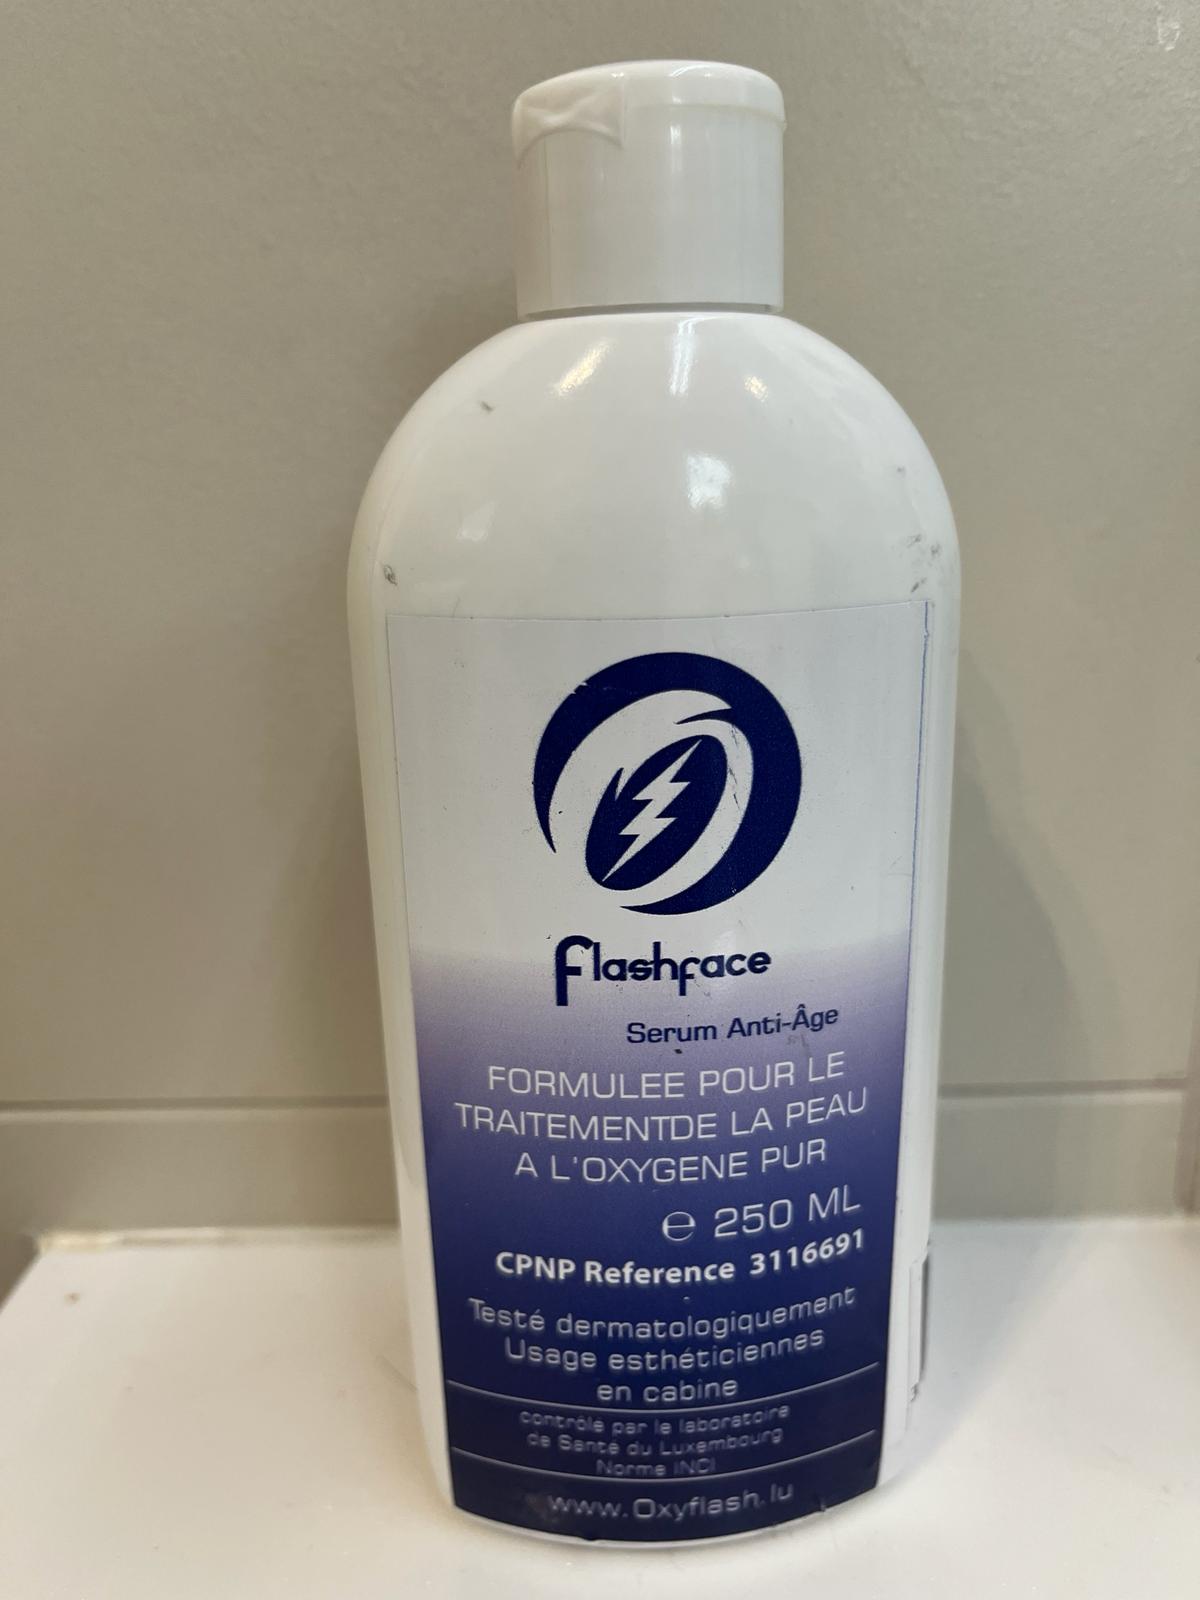 Flashface
Serum Anti-Âge
FORMULEE POUR LE
TRAITEMENTDE LA PEAU
A L'OXYGENE PUR
℮ 250 ML
CPNP Reference 3116691
Testé dermatologiquement
Usage esthéticiennes
en cabine
contrôlé par le laboratoire
de Santé du Luxembourg
Norme INCI
www.Oxyflash.lu